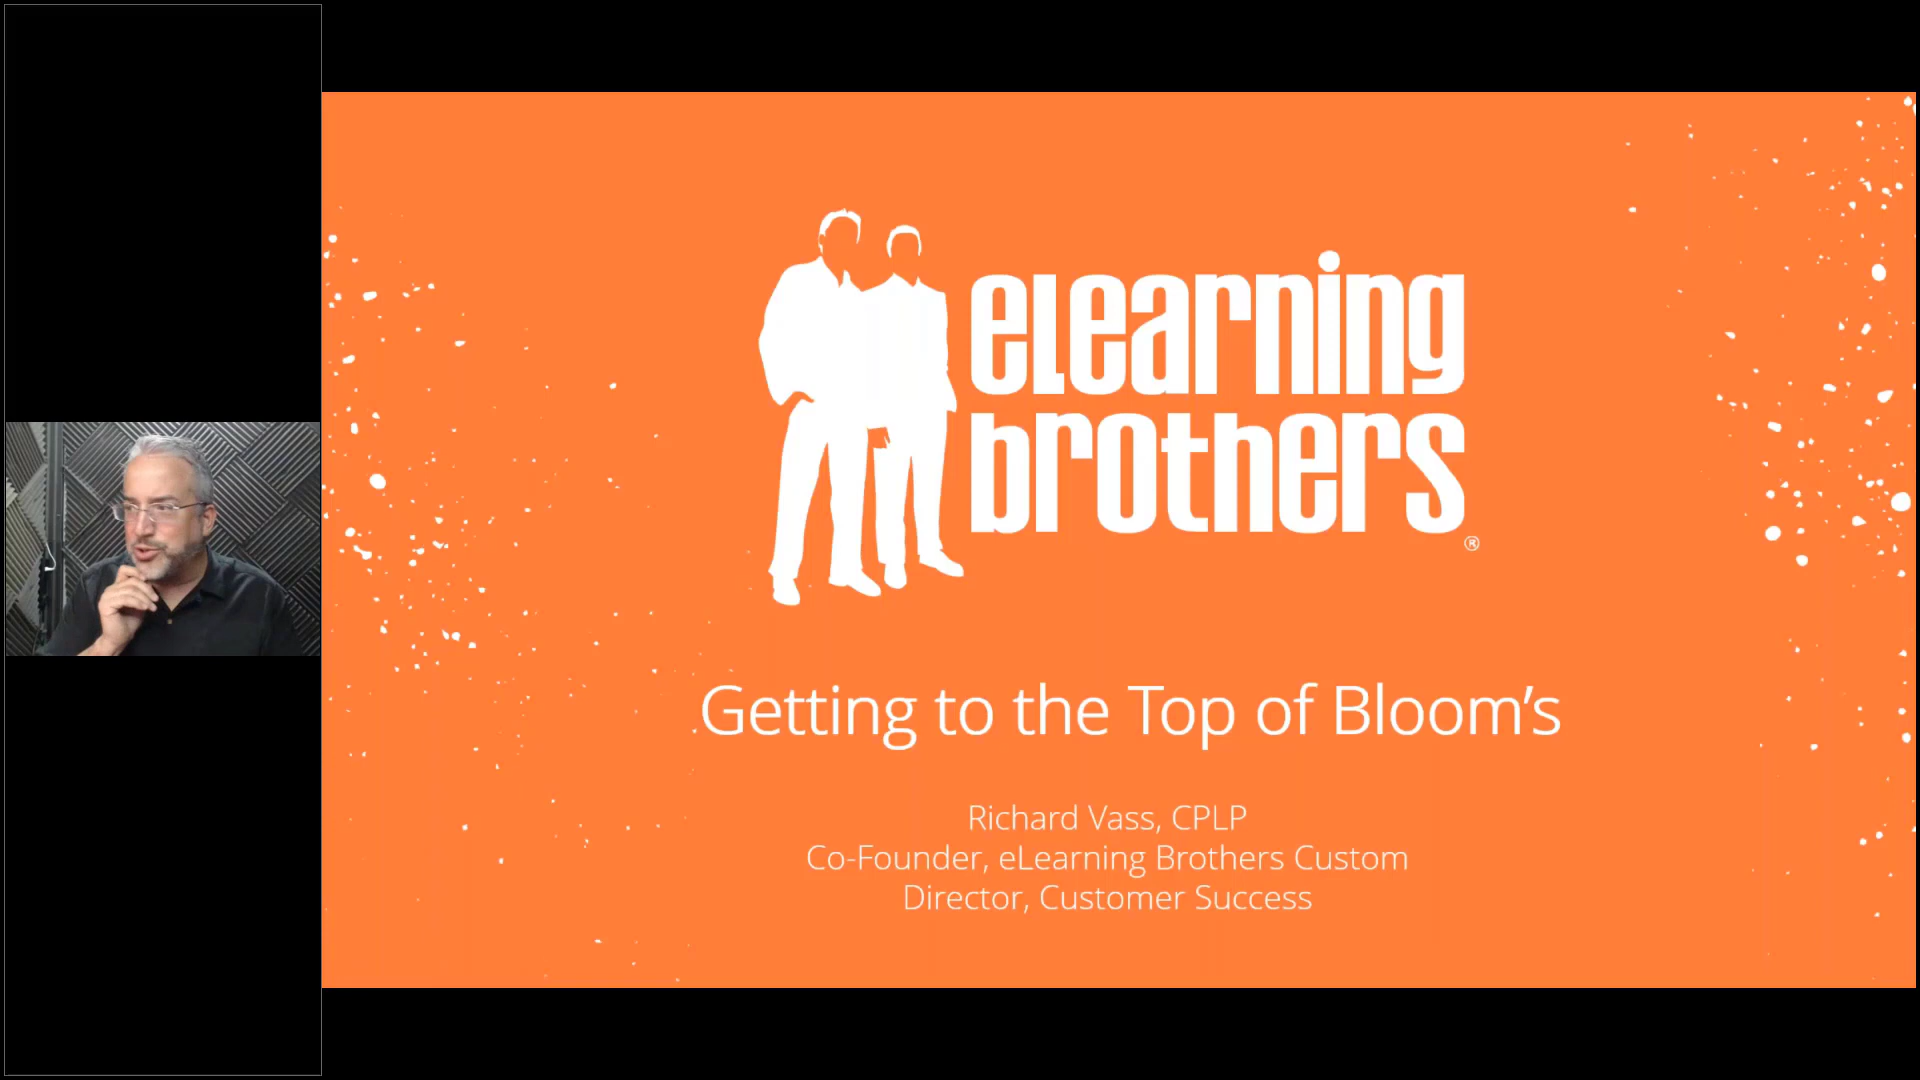 eLearning
brothers
®
Getting to the Top of Bloom’s
Richard Vass, CPLP
Co-Founder, eLearning Brothers Custom
Director, Customer Success